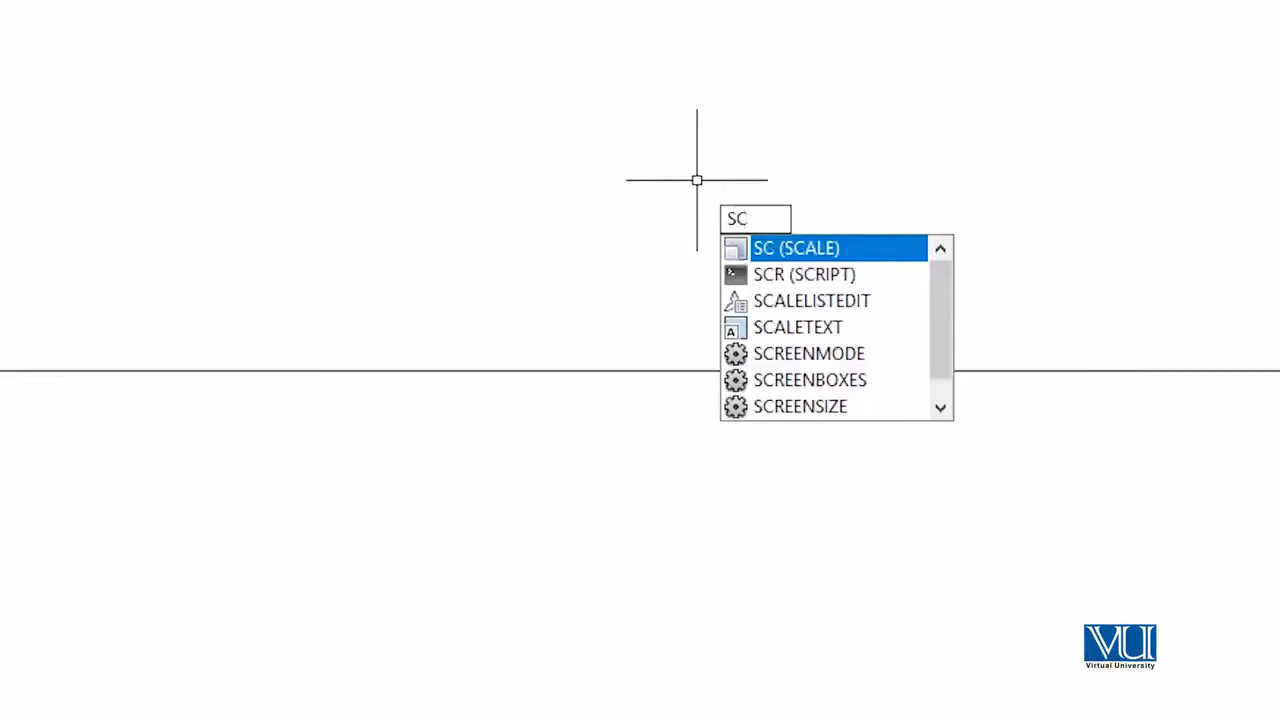 SC
SC (SCALE)
SCR (SCRIPT)
SCALELISTEDIT
SCALETEXT
SCREENMODE
SCREENBOXES
SCREENSIZE
VU
Virtual University